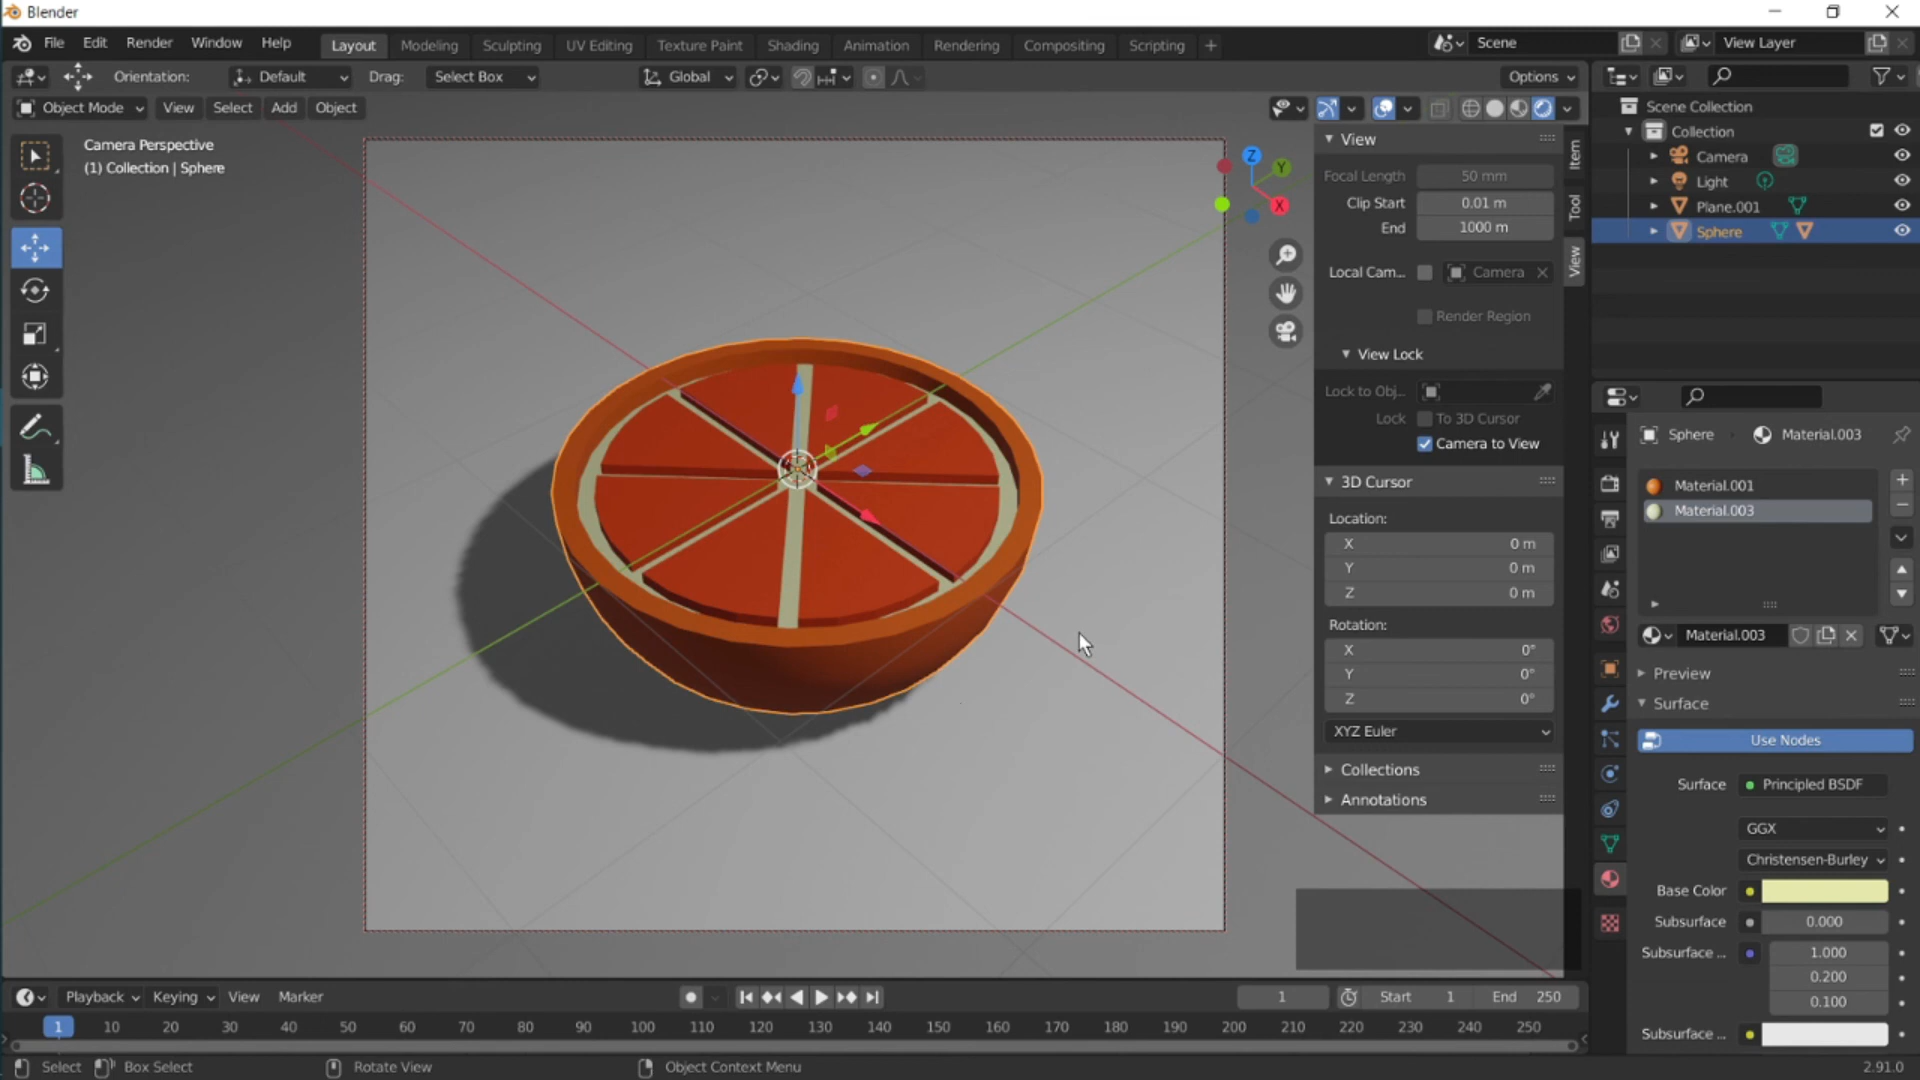 Blender
File Edit Render Window Help Layout Modeling Sculpting UV Editing Texture Paint Shading Animation Rendering Compositing Scripting + Scene View Layer
Orientation: Default Drag: Select Box Global Options
Object Mode View Select Add Object
Camera Perspective
(1) Collection | Sphere
Z
Y
X
View
Focal Length 50 mm
Clip Start 0.01 m
End 1000 m
Local Cam... Camera
Render Region
View Lock
Lock to Obj...
Lock To 3D Cursor
Camera to View
3D Cursor
Location:
X 0 m
Y 0 m
Z 0 m
Rotation:
X 0°
Y 0°
Z 0°
XYZ Euler
Collections
Annotations
Item
Tool
View
Scene Collection
Collection
Camera
Light
Plane.001
Sphere
Sphere Material.003
Material.001
Material.003
Material.003
Preview
Surface
Use Nodes
Surface Principled BSDF
GGX
Christensen-Burley
Base Color
Subsurface 0.000
Subsurface ... 1.000
0.200
0.100
Subsurface ...
Playback Keying View Marker 1 Start 1 End 250
1 10 20 30 40 50 60 70 80 90 100 110 120 130 140 150 160 170 180 190 200 210 220 230 240 250
Select Box Select Rotate View Object Context Menu 2.91.0